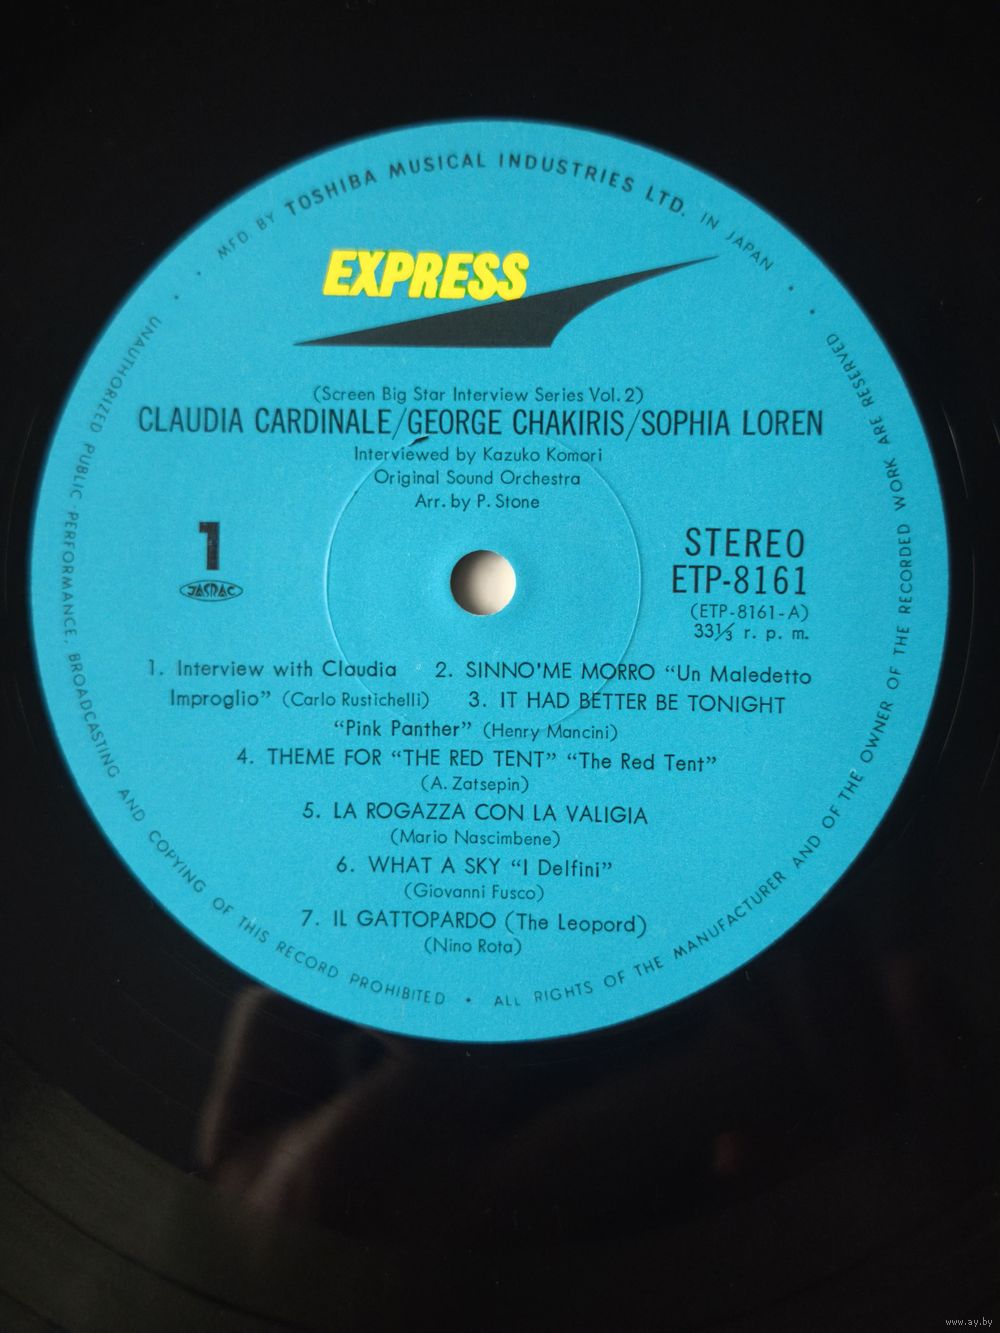 MFD. BY TOSHIBA MUSICAL INDUSTRIES LTD. IN JAPAN
EXPRESS
(Screen Big Star Interview Series Vol. 2)
CLAUDIA CARDINALE/GEORGE CHAKIRIS/SOPHIA LOREN
Interviewed by Kazuko Komori
Original Sound Orchestra
Arr. by P. Stone
1
JASRAC
STEREO
ETP-8161
(ETP-8161-A)
33⅓ r. p. m.
1. Interview with Claudia 2. SINNO'ME MORRO “Un Maledetto
Improglio” (Carlo Rustichelli) 3. IT HAD BETTER BE TONIGHT
“Pink Panther” (Henry Mancini)
4. THEME FOR “THE RED TENT” “The Red Tent”
(A. Zatsepin)
5. LA ROGAZZA CON LA VALIGIA
(Mario Nascimbene)
6. WHAT A SKY “I Delfini”
(Giovanni Fusco)
7. IL GATTOPARDO (The Leopord)
(Nino Rota)
UNAUTHORIZED PUBLIC PERFORMANCE, BROADCASTING AND COPYING OF THIS RECORD PROHIBITED • ALL RIGHTS OF THE MANUFACTURER AND OF THE OWNER OF THE RECORDED WORK ARE RESERVED
www.ay.by